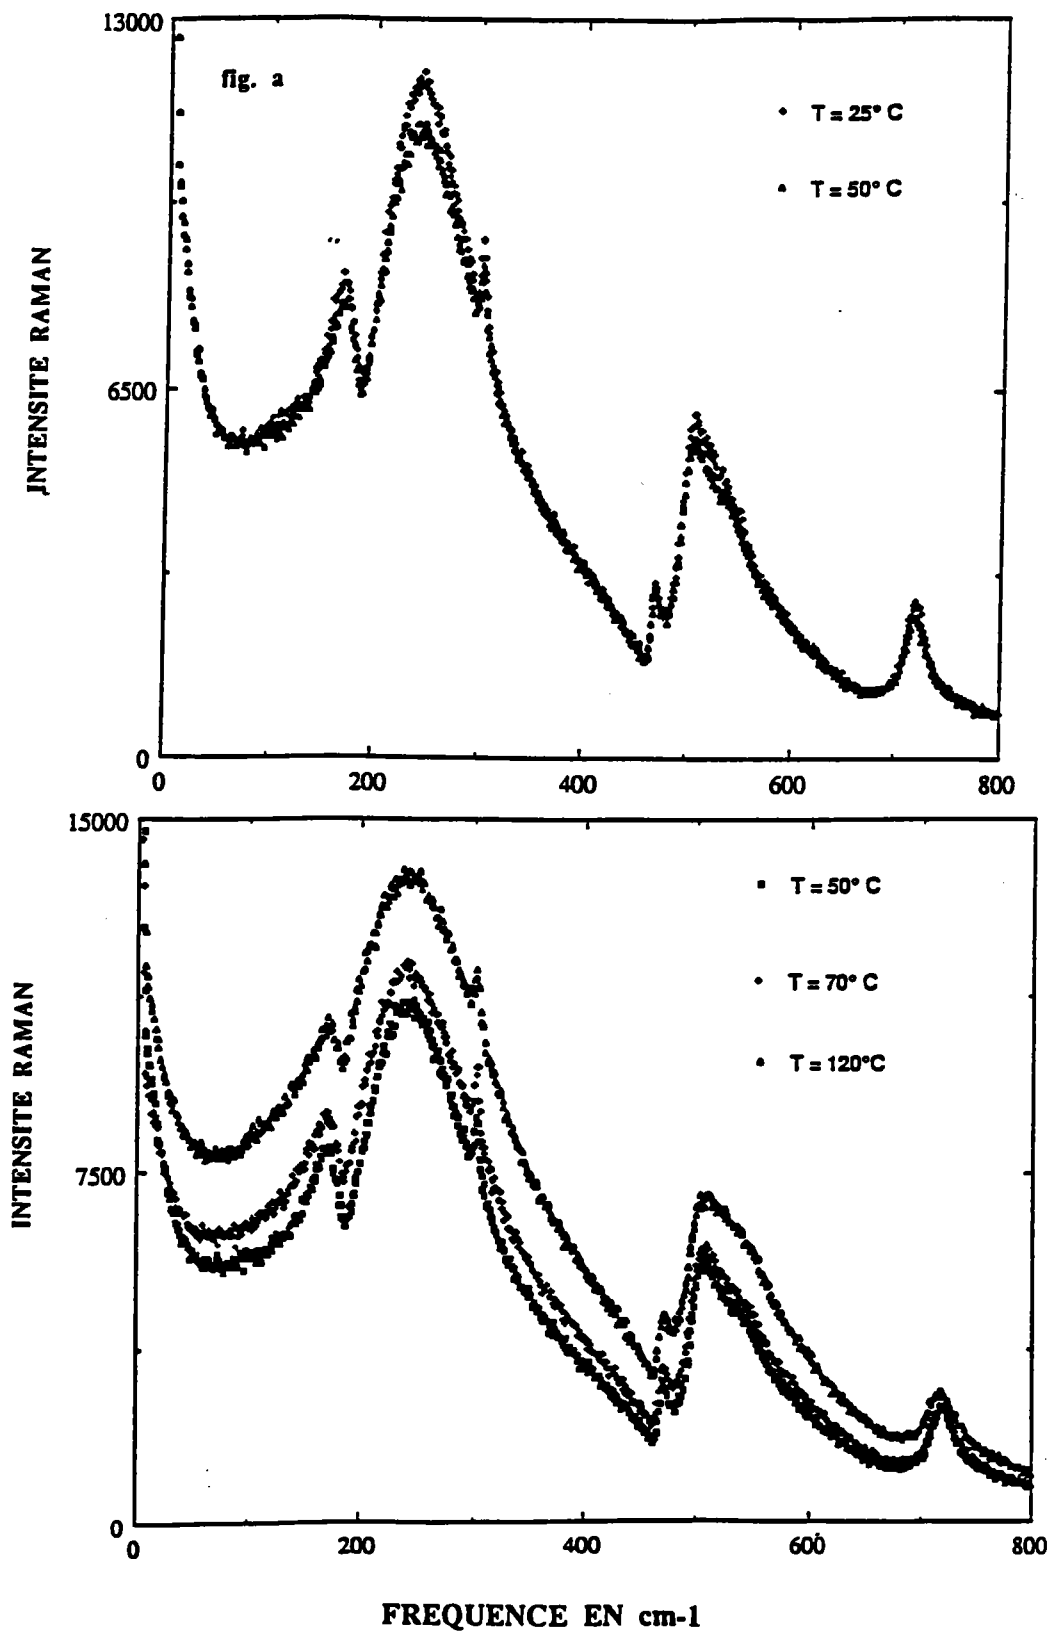 13000
fig. a
T = 25° C
T = 50° C
INTENSITE RAMAN
6500
0
0 200 400 600 800
15000
T = 50° C
T = 70° C
T = 120°C
INTENSITE RAMAN
7500
0
0 200 400 600 800
FREQUENCE EN cm-1